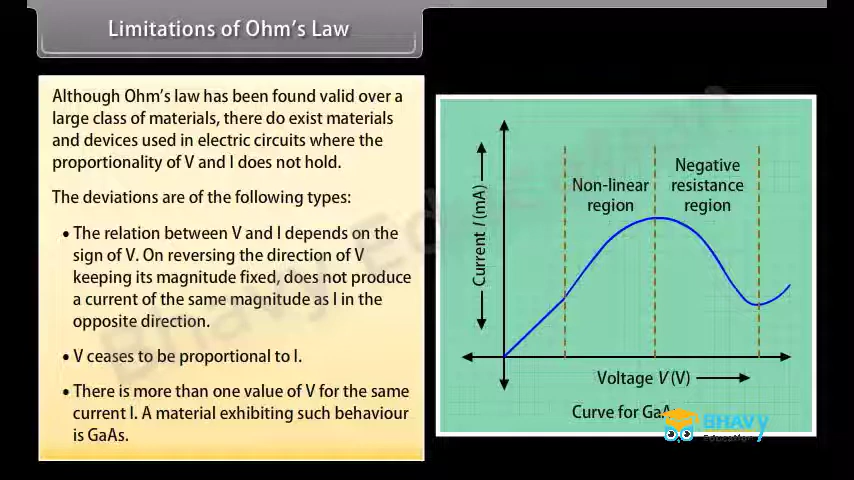 Limitations of Ohm's Law
Although Ohm's law has been found valid over a
large class of materials, there do exist materials
and devices used in electric circuits where the
proportionality of V and I does not hold.
The deviations are of the following types:
• The relation between V and I depends on the
sign of V. On reversing the direction of V
keeping its magnitude fixed, does not produce
a current of the same magnitude as I in the
opposite direction.
• V ceases to be proportional to I.
• There is more than one value of V for the same
current I. A material exhibiting such behaviour
is GaAs.
Non-linear
region
Negative
resistance
region
Current I (mA)
Voltage V (V)
Curve for GaA
BHAVY
Education
Bhavy Education